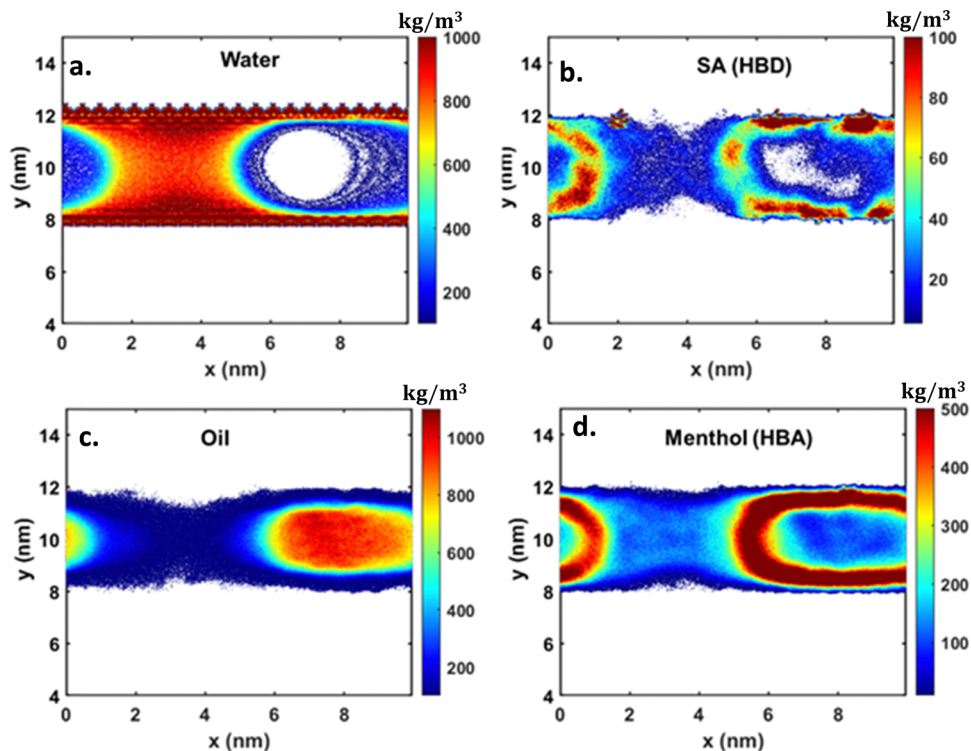 kg/m³ kg/m³
a. Water
1000
800
600
400
200
14
12
10
8
6
4
y (nm)
0 2 4 6 8
x (nm)
b. SA (HBD)
100
80
60
40
20
14
12
10
8
6
4
y (nm)
0 2 4 6 8
x (nm)
kg/m³ kg/m³
c. Oil
1000
800
600
400
200
14
12
10
8
6
4
y (nm)
0 2 4 6 8
x (nm)
d. Menthol (HBA)
500
400
300
200
100
14
12
10
8
6
4
y (nm)
0 2 4 6 8
x (nm)